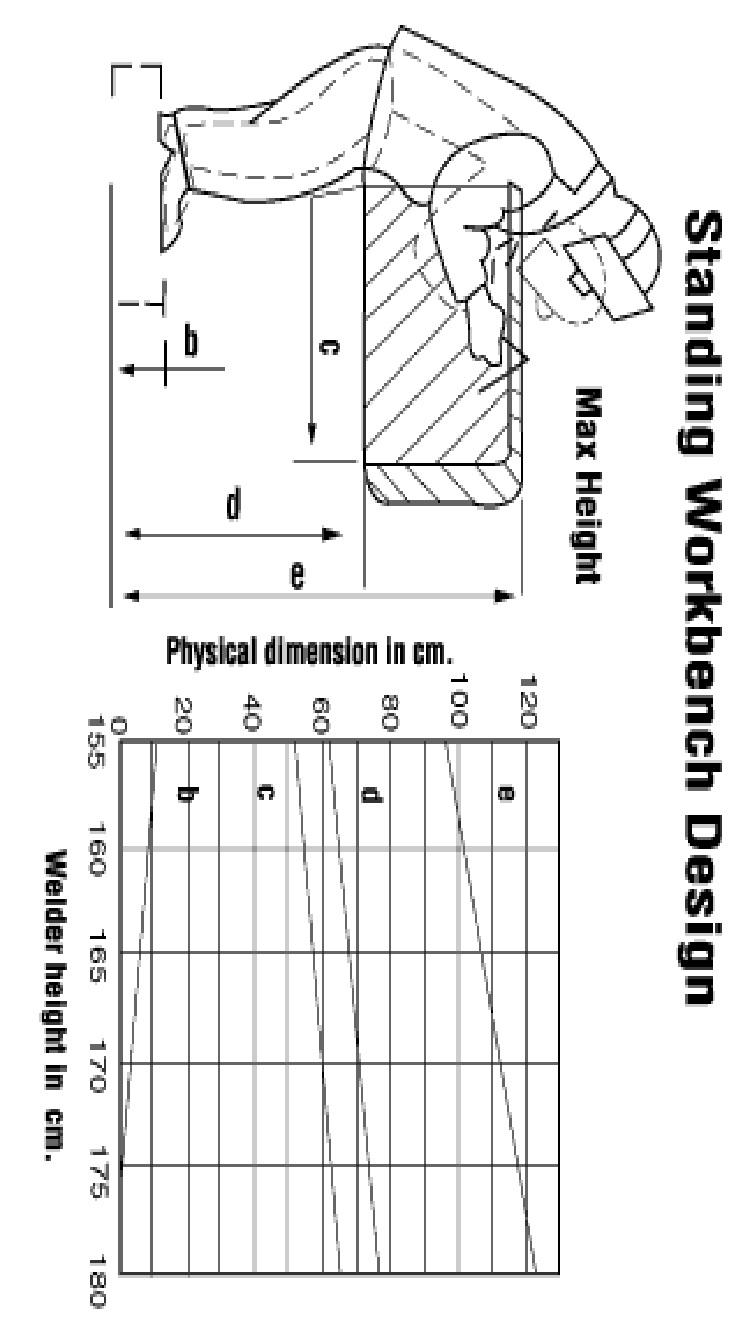 Standing Workbench Design
Max Height
b
c
d
e
Physical dimension in cm.
120
100
80
60
40
20
0
e
d
c
b
155 160 165 170 175 180
Welder height in cm.